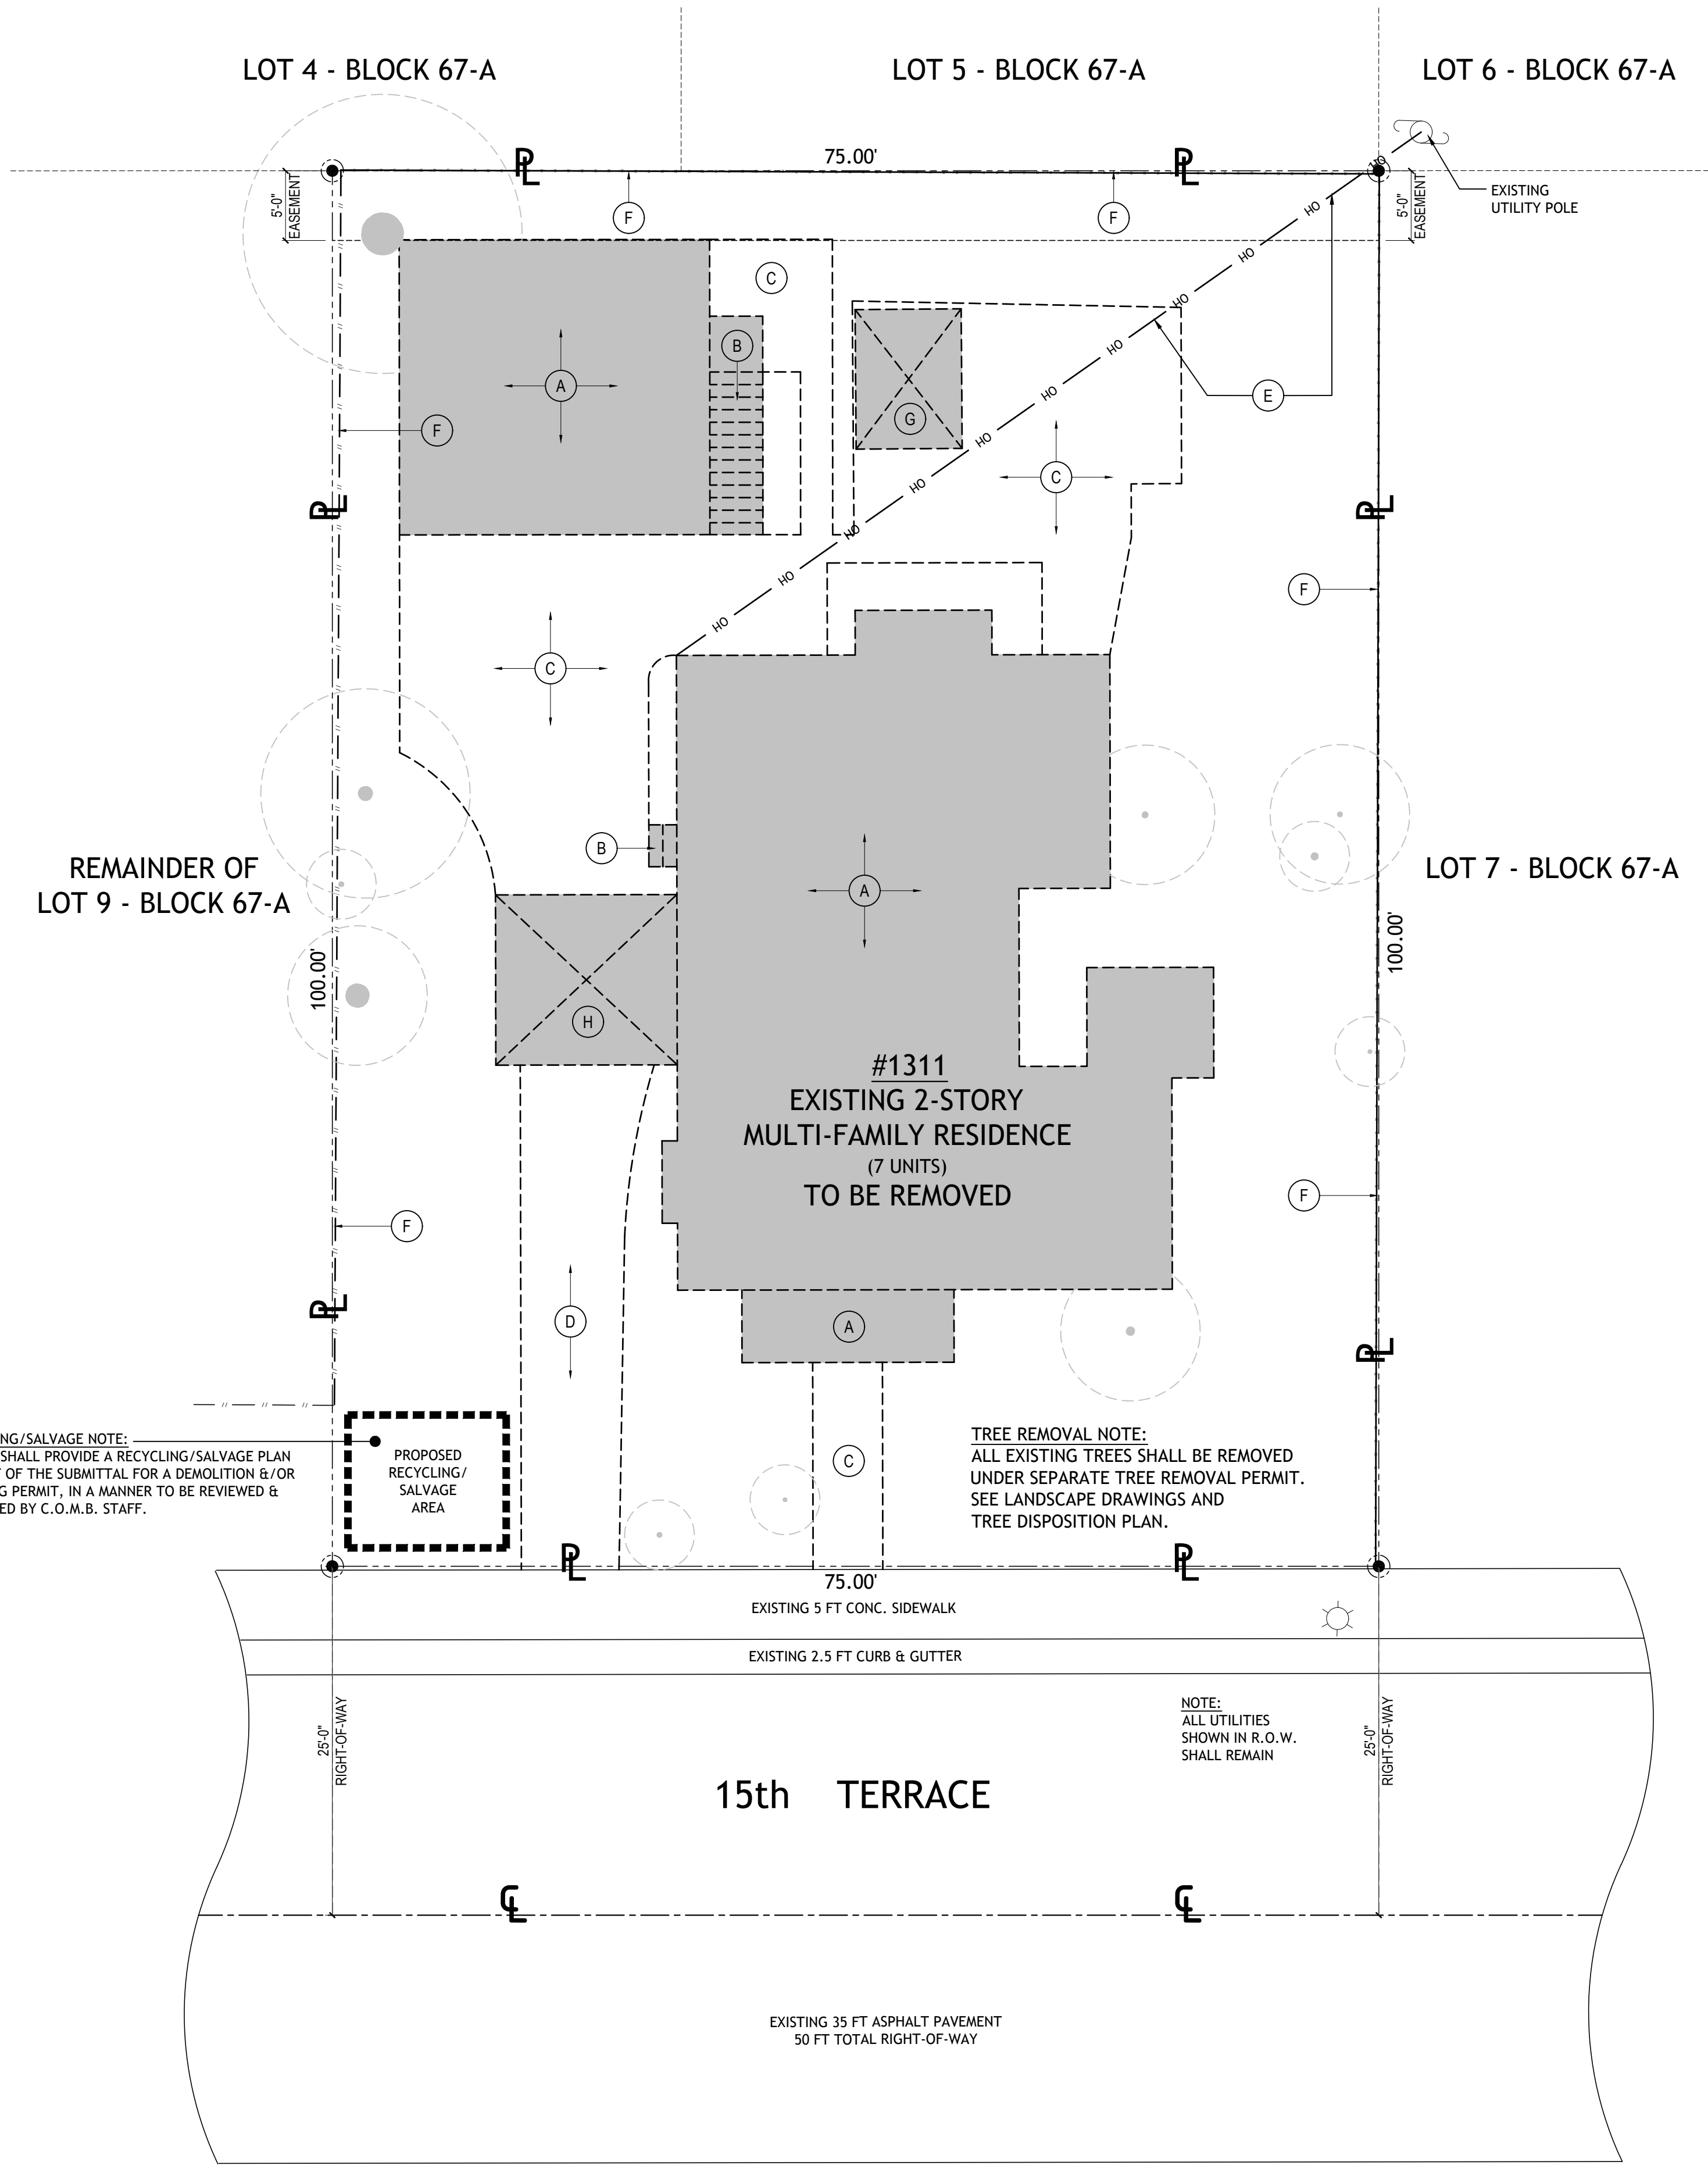 LOT 4 - BLOCK 67-A
LOT 5 - BLOCK 67-A
LOT 6 - BLOCK 67-A
PL
75.00'
PL
HO
EXISTING
UTILITY POLE
5'-0"
EASEMENT
5'-0"
EASEMENT
F
F
HO
HO
C
HO
B
HO
A
E
HO
G
F
HO
C
HO
PL
PL
HO
HO
F
HO
C
B
A
REMAINDER OF
LOT 9 - BLOCK 67-A
LOT 7 - BLOCK 67-A
100.00'
100.00'
H
#1311
EXISTING 2-STORY
MULTI-FAMILY RESIDENCE
(7 UNITS)
TO BE REMOVED
F
F
PL
D
A
PL
NG/SALVAGE NOTE:
SHALL PROVIDE A RECYCLING/SALVAGE PLAN
OF THE SUBMITTAL FOR A DEMOLITION &/OR
G PERMIT, IN A MANNER TO BE REVIEWED &
ED BY C.O.M.B. STAFF.
PROPOSED
RECYCLING/
SALVAGE
AREA
C
TREE REMOVAL NOTE:
ALL EXISTING TREES SHALL BE REMOVED
UNDER SEPARATE TREE REMOVAL PERMIT.
SEE LANDSCAPE DRAWINGS AND
TREE DISPOSITION PLAN.
PL
PL
75.00'
EXISTING 5 FT CONC. SIDEWALK
EXISTING 2.5 FT CURB & GUTTER
25'-0"
RIGHT-OF-WAY
NOTE:
ALL UTILITIES
SHOWN IN R.O.W.
SHALL REMAIN
25'-0"
RIGHT-OF-WAY
15th TERRACE
CL
CL
EXISTING 35 FT ASPHALT PAVEMENT
50 FT TOTAL RIGHT-OF-WAY